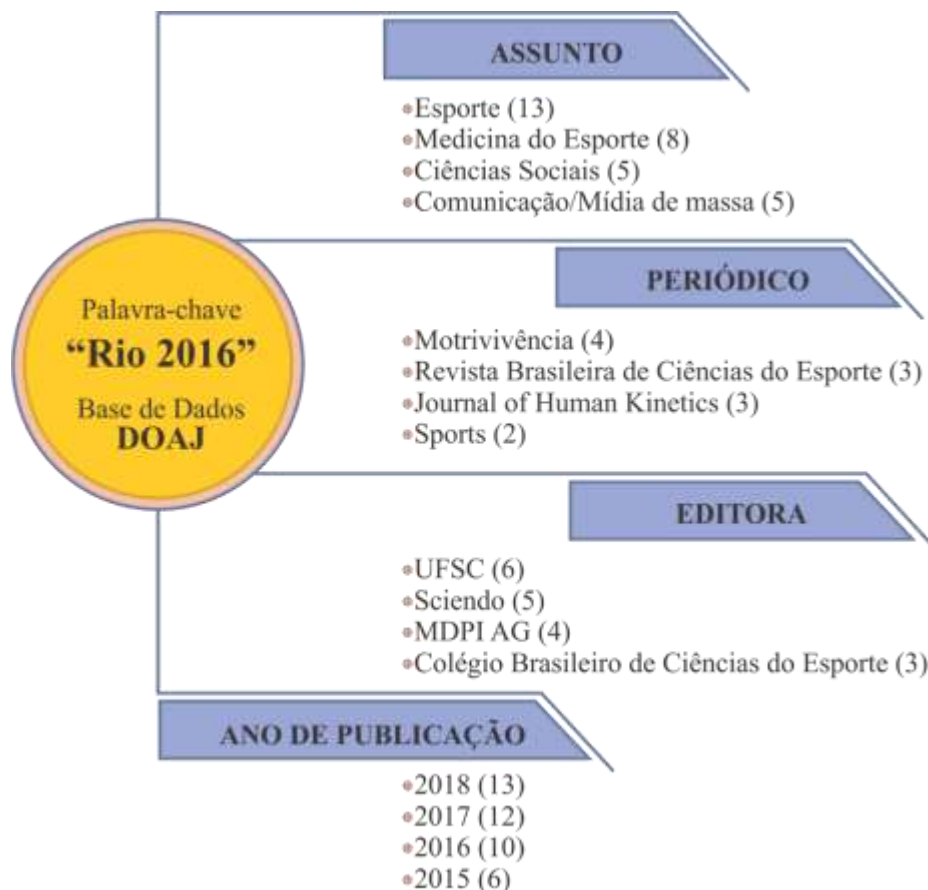 ASSUNTO
•Esporte (13)
•Medicina do Esporte (8)
•Ciências Sociais (5)
•Comunicação/Mídia de massa (5)
Palavra-chave
“Rio 2016”
Base de Dados
DOAJ
PERIÓDICO
•Motrivivência (4)
•Revista Brasileira de Ciências do Esporte (3)
•Journal of Human Kinetics (3)
•Sports (2)
EDITORA
•UFSC (6)
•Sciendo (5)
•MDPI AG (4)
•Colégio Brasileiro de Ciências do Esporte (3)
ANO DE PUBLICAÇÃO
•2018 (13)
•2017 (12)
•2016 (10)
•2015 (6)